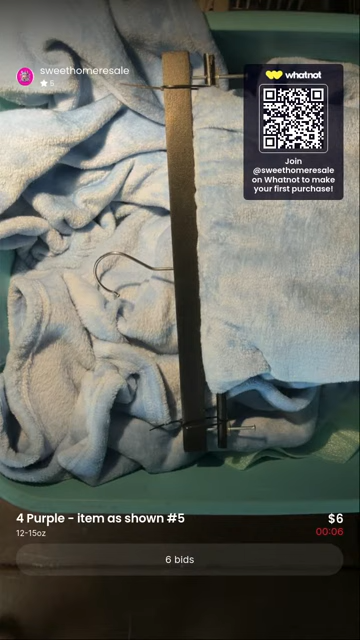 sweethomeresale
★ 5
whatnot
Join
@sweethomeresale
on Whatnot to make
your first purchase!
4 Purple - item as shown #5
$6
12-15oz
00:06
6 bids